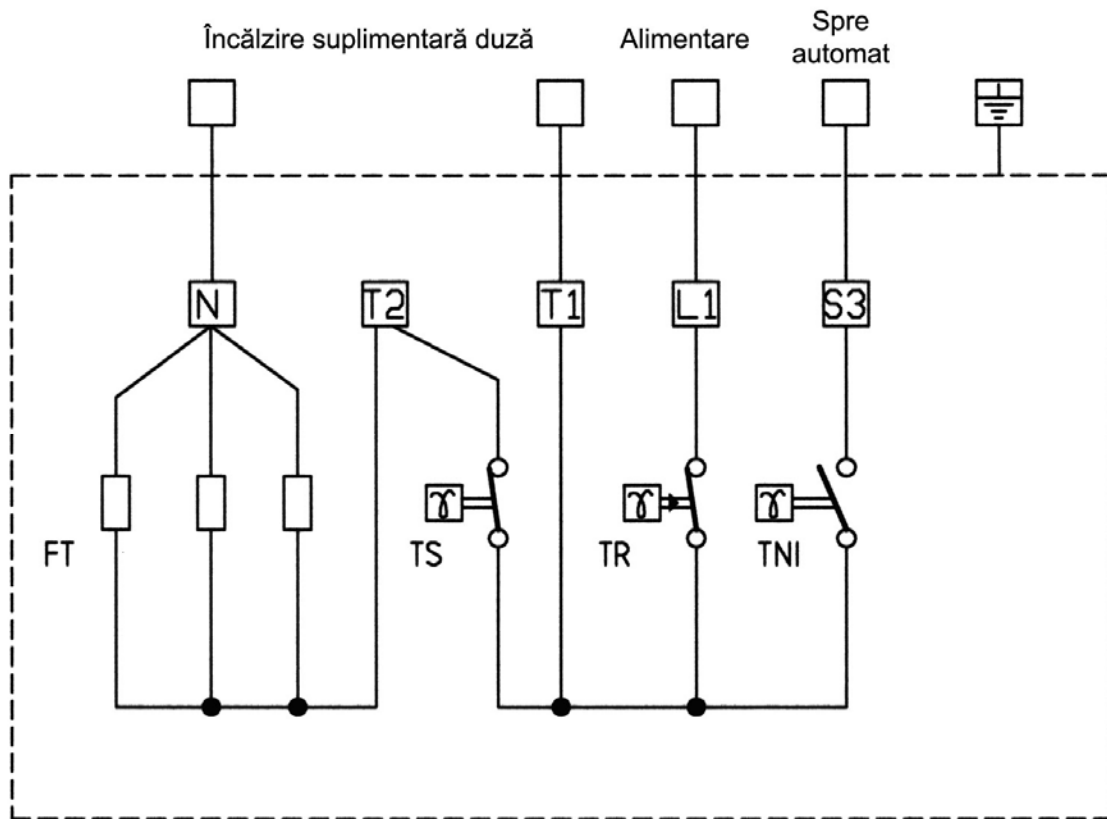 Încălzire suplimentară duză
Alimentare
Spre
automat
N
T2
T1
L1
S3
FT
TS
TR
TNI